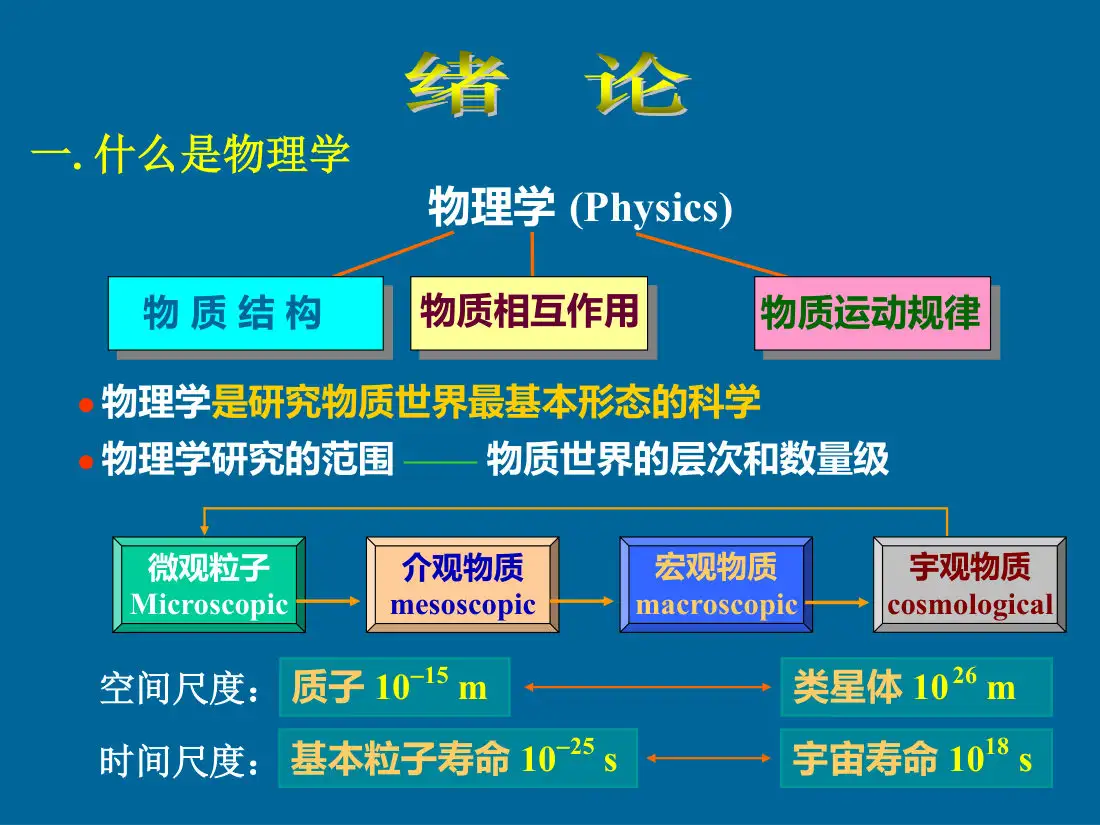 绪 论
一. 什么是物理学
物理学 (Physics)
物 质 结 构
物质相互作用
物质运动规律
物理学是研究物质世界最基本形态的科学
物理学研究的范围 —— 物质世界的层次和数量级
微观粒子
Microscopic
介观物质
mesoscopic
宏观物质
macroscopic
宇观物质
cosmological
空间尺度： 质子 10⁻¹⁵ m 类星体 10²⁶ m
时间尺度： 基本粒子寿命 10⁻²⁵ s 宇宙寿命 10¹⁸ s